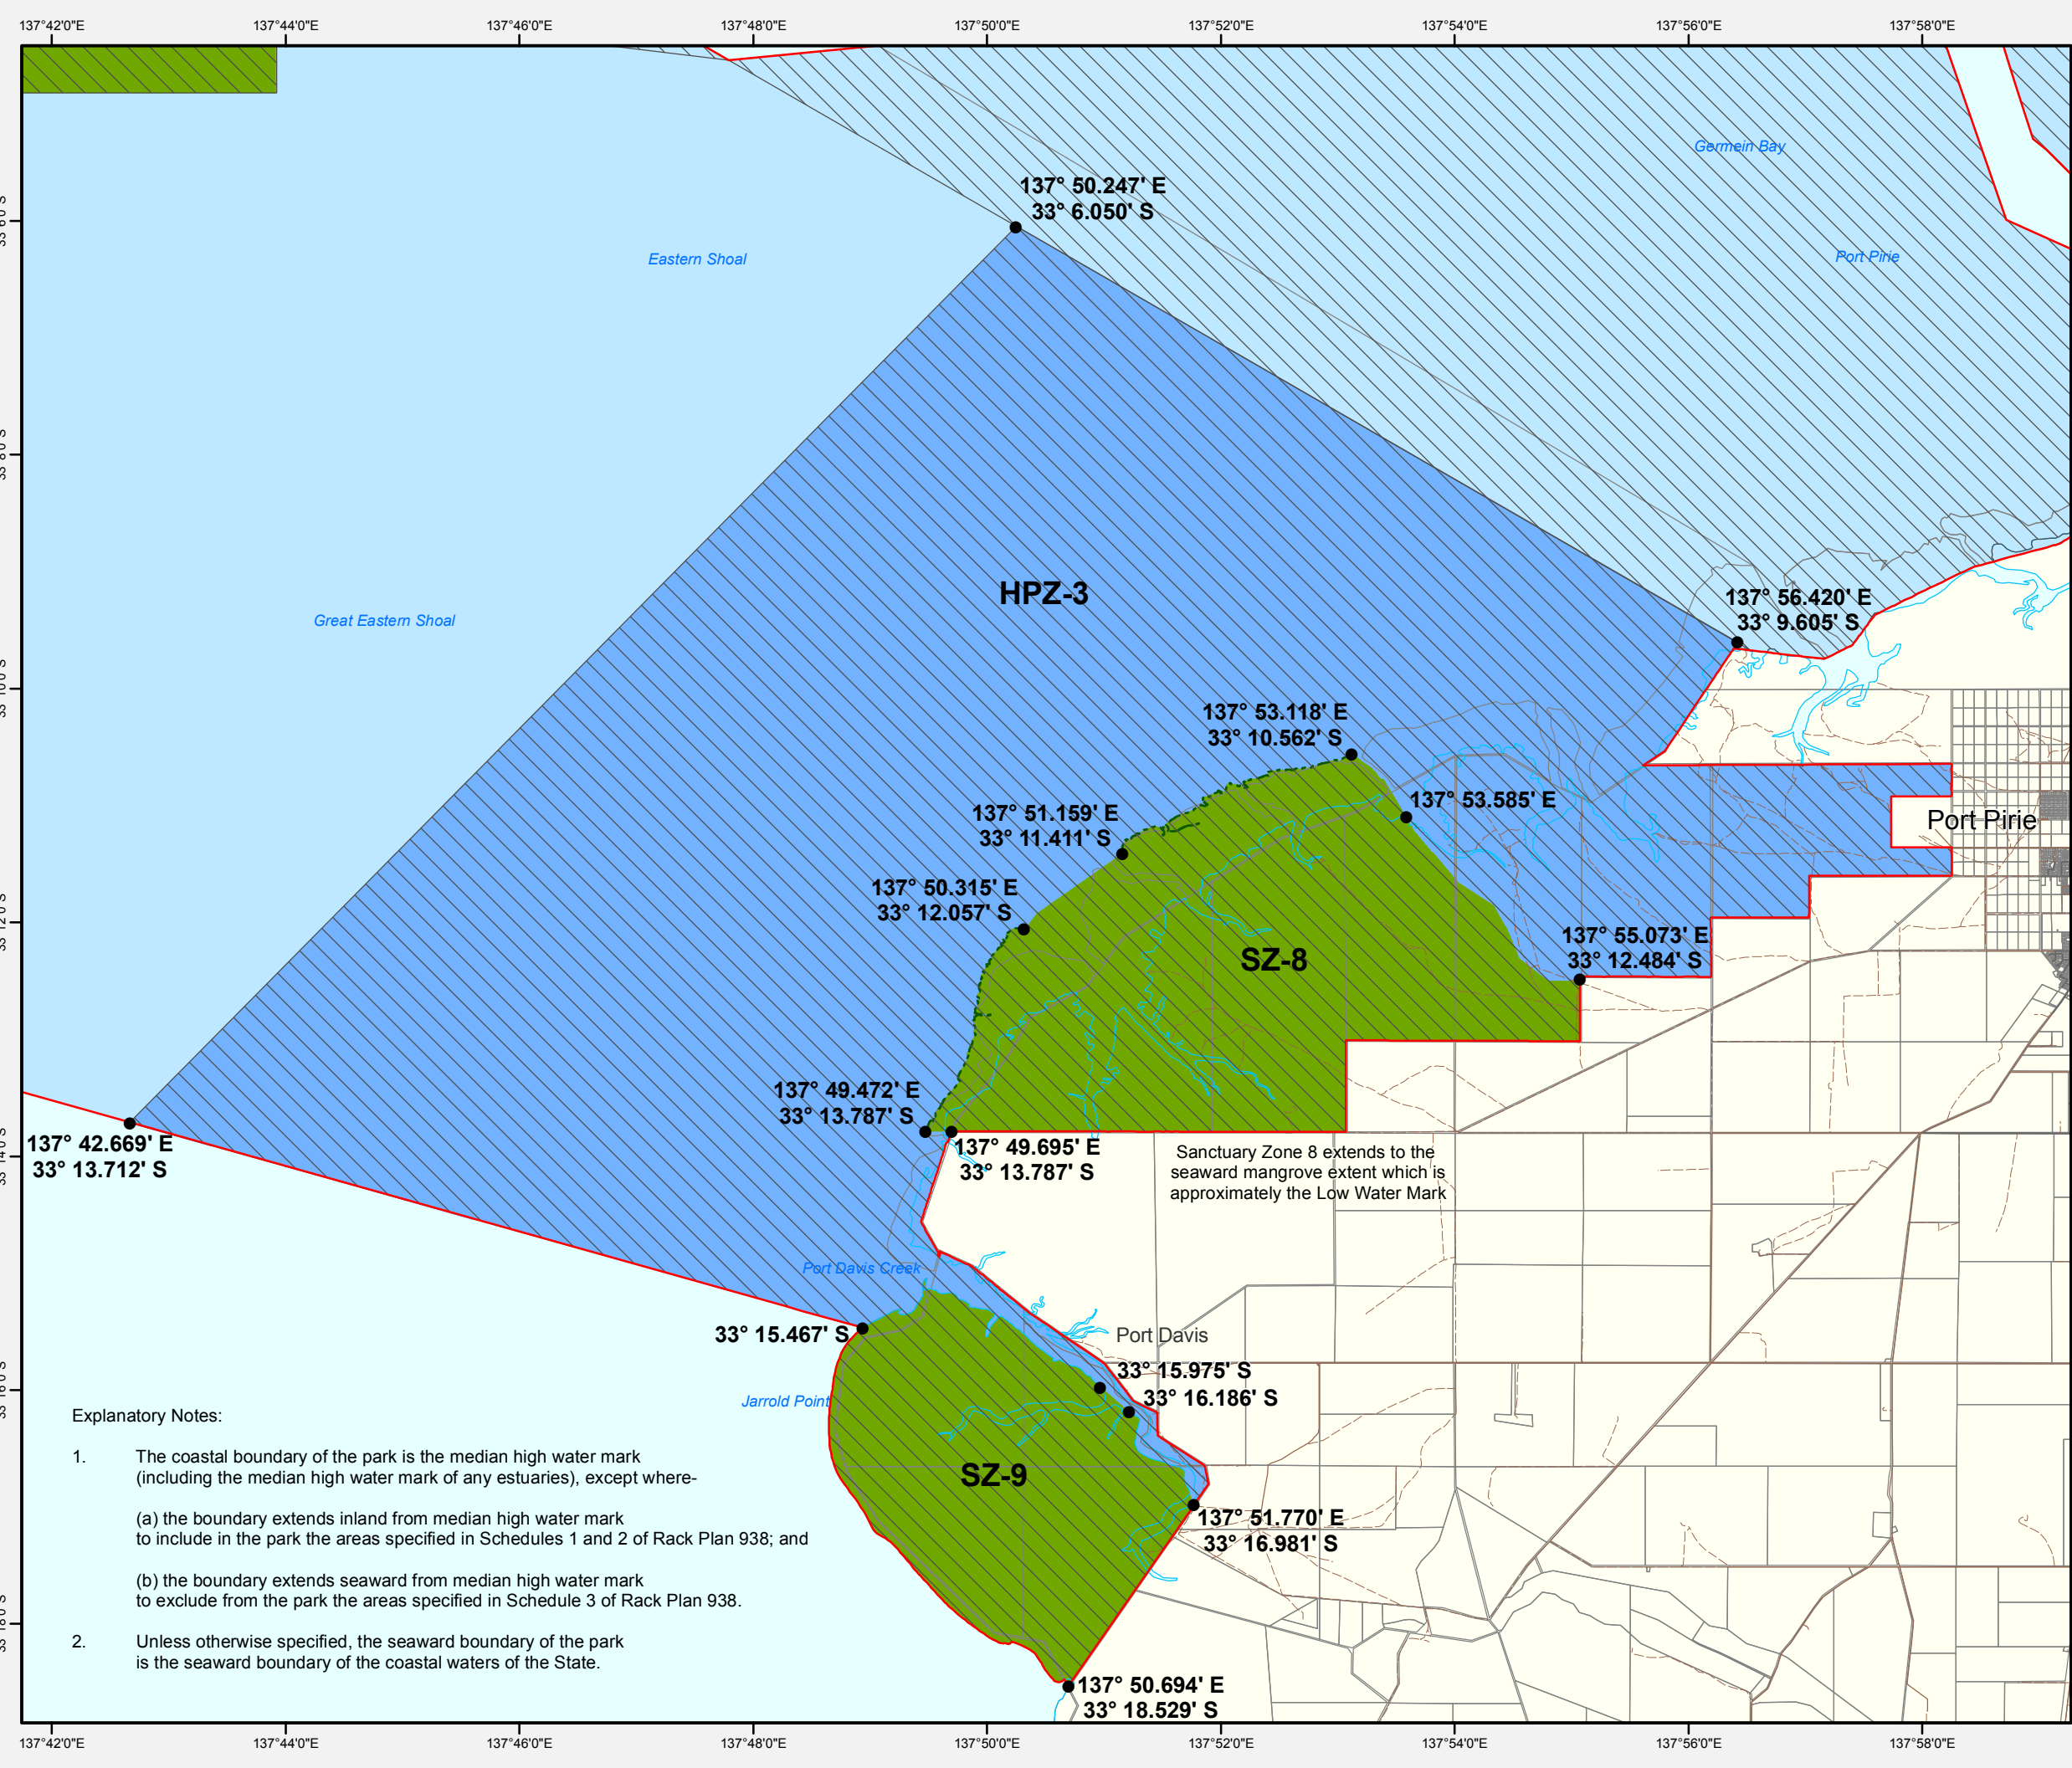 137°42'0"E 137°44'0"E 137°46'0"E 137°48'0"E 137°50'0"E 137°52'0"E 137°54'0"E 137°56'0"E 137°58'0"E
Germein Bay
137° 50.247' E
33° 6.050' S
Eastern Shoal
Port Pirie
HPZ-3
137° 56.420' E
33° 9.605' S
Great Eastern Shoal
137° 53.118' E
33° 10.562' S
137° 53.585' E
137° 51.159' E
33° 11.411' S
Port Pirie
137° 50.315' E
33° 12.057' S
137° 55.073' E
33° 12.484' S
SZ-8
137° 49.472' E
33° 13.787' S
137° 42.669' E
33° 13.712' S
137° 49.695' E
33° 13.787' S
Sanctuary Zone 8 extends to the
seaward mangrove extent which is
approximately the Low Water Mark
Port Davis Creek
33° 15.467' S
Port Davis
33° 15.975' S
33° 16.186' S
Jarrold Point
SZ-9
137° 51.770' E
33° 16.981' S
137° 50.694' E
33° 18.529' S
Explanatory Notes:
1. The coastal boundary of the park is the median high water mark
(including the median high water mark of any estuaries), except where-
(a) the boundary extends inland from median high water mark
to include in the park the areas specified in Schedules 1 and 2 of Rack Plan 938; and
(b) the boundary extends seaward from median high water mark
to exclude from the park the areas specified in Schedule 3 of Rack Plan 938.
2. Unless otherwise specified, the seaward boundary of the park
is the seaward boundary of the coastal waters of the State.
137°42'0"E 137°44'0"E 137°46'0"E 137°48'0"E 137°50'0"E 137°52'0"E 137°54'0"E 137°56'0"E 137°58'0"E